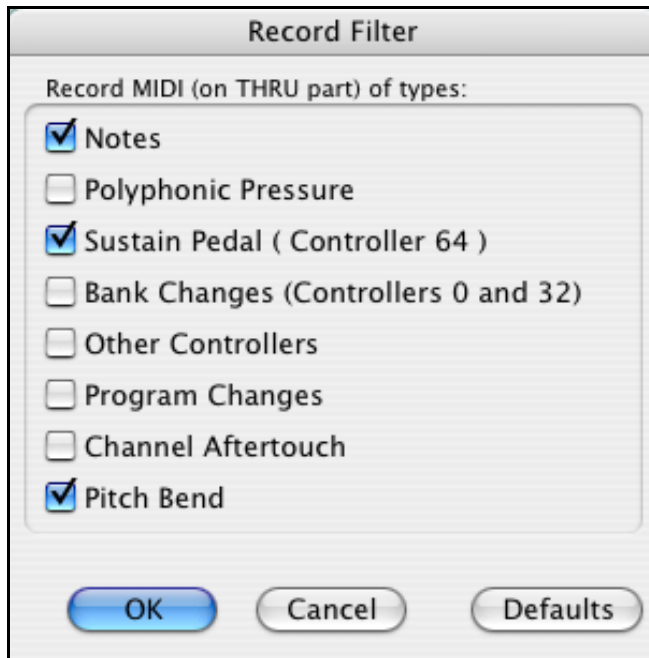 Record Filter
Record MIDI (on THRU part) of types:
Notes
Polyphonic Pressure
Sustain Pedal ( Controller 64 )
Bank Changes (Controllers 0 and 32)
Other Controllers
Program Changes
Channel Aftertouch
Pitch Bend
OK Cancel Defaults